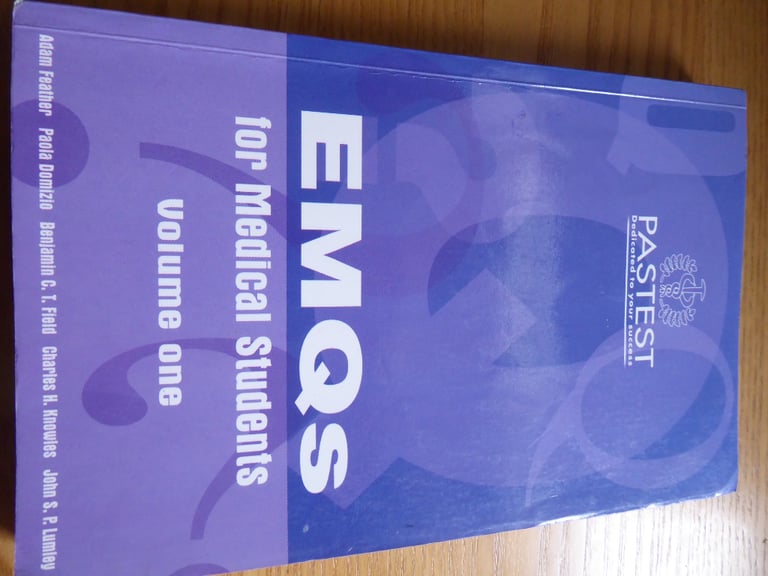 PASTEST
Dedicated to your success
EMQS
for Medical Students
Volume one
Adam Feather Paola Domizio Benjamin C. T. Field Charles H. Knowles John S. P. Lumley